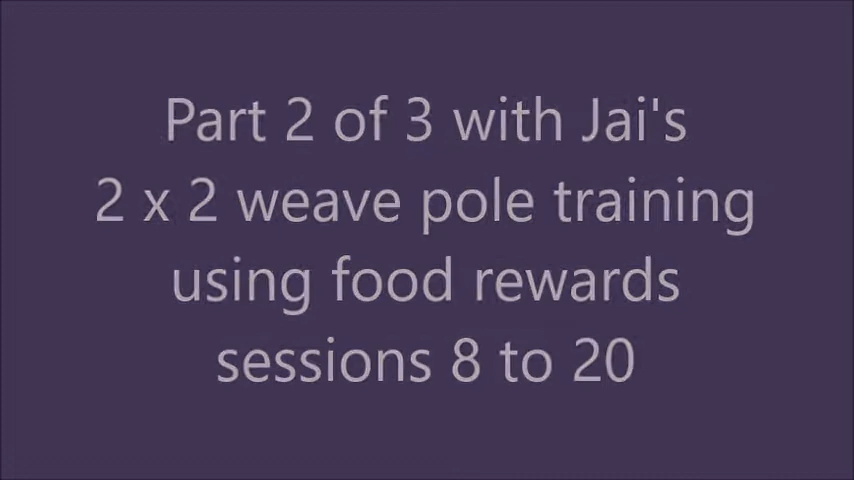 Part 2 of 3 with Jai's
2 x 2 weave pole training
using food rewards
sessions 8 to 20